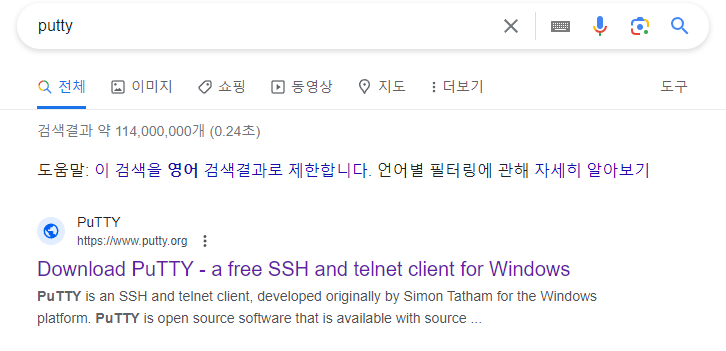 putty
전체 이미지 쇼핑 동영상 지도 더보기 도구
검색결과 약 114,000,000개 (0.24초)
도움말: 이 검색을 영어 검색결과로 제한합니다. 언어별 필터링에 관해 자세히 알아보기
PuTTY
https://www.putty.org
Download PuTTY - a free SSH and telnet client for Windows
PuTTY is an SSH and telnet client, developed originally by Simon Tatham for the Windows
platform. PuTTY is open source software that is available with source ...